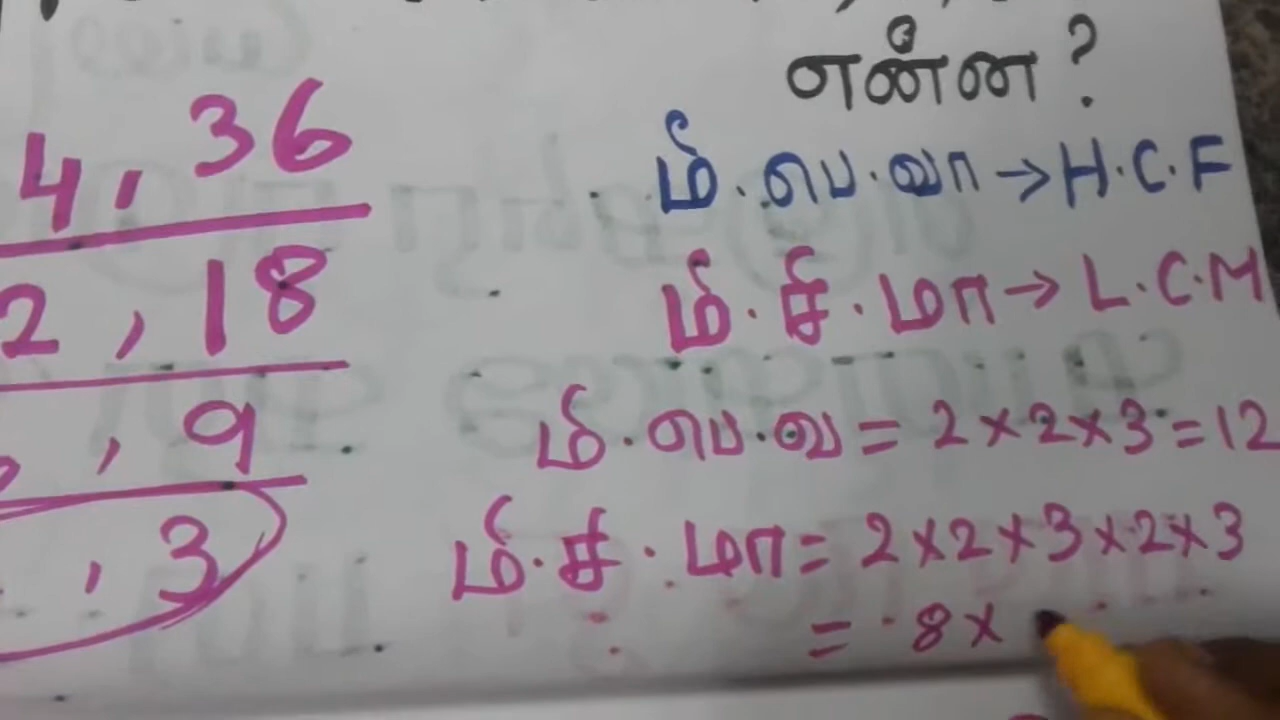 என்ன ?
மீ.பெ.வா → H.C.F
மீ.சி.மா → L.C.M
மீ.பெ.வ = 2×2×3=12
மீ.சி.மா = 2×2×3×2×3
= 8×
4, 36
2, 18
, 9
, 3